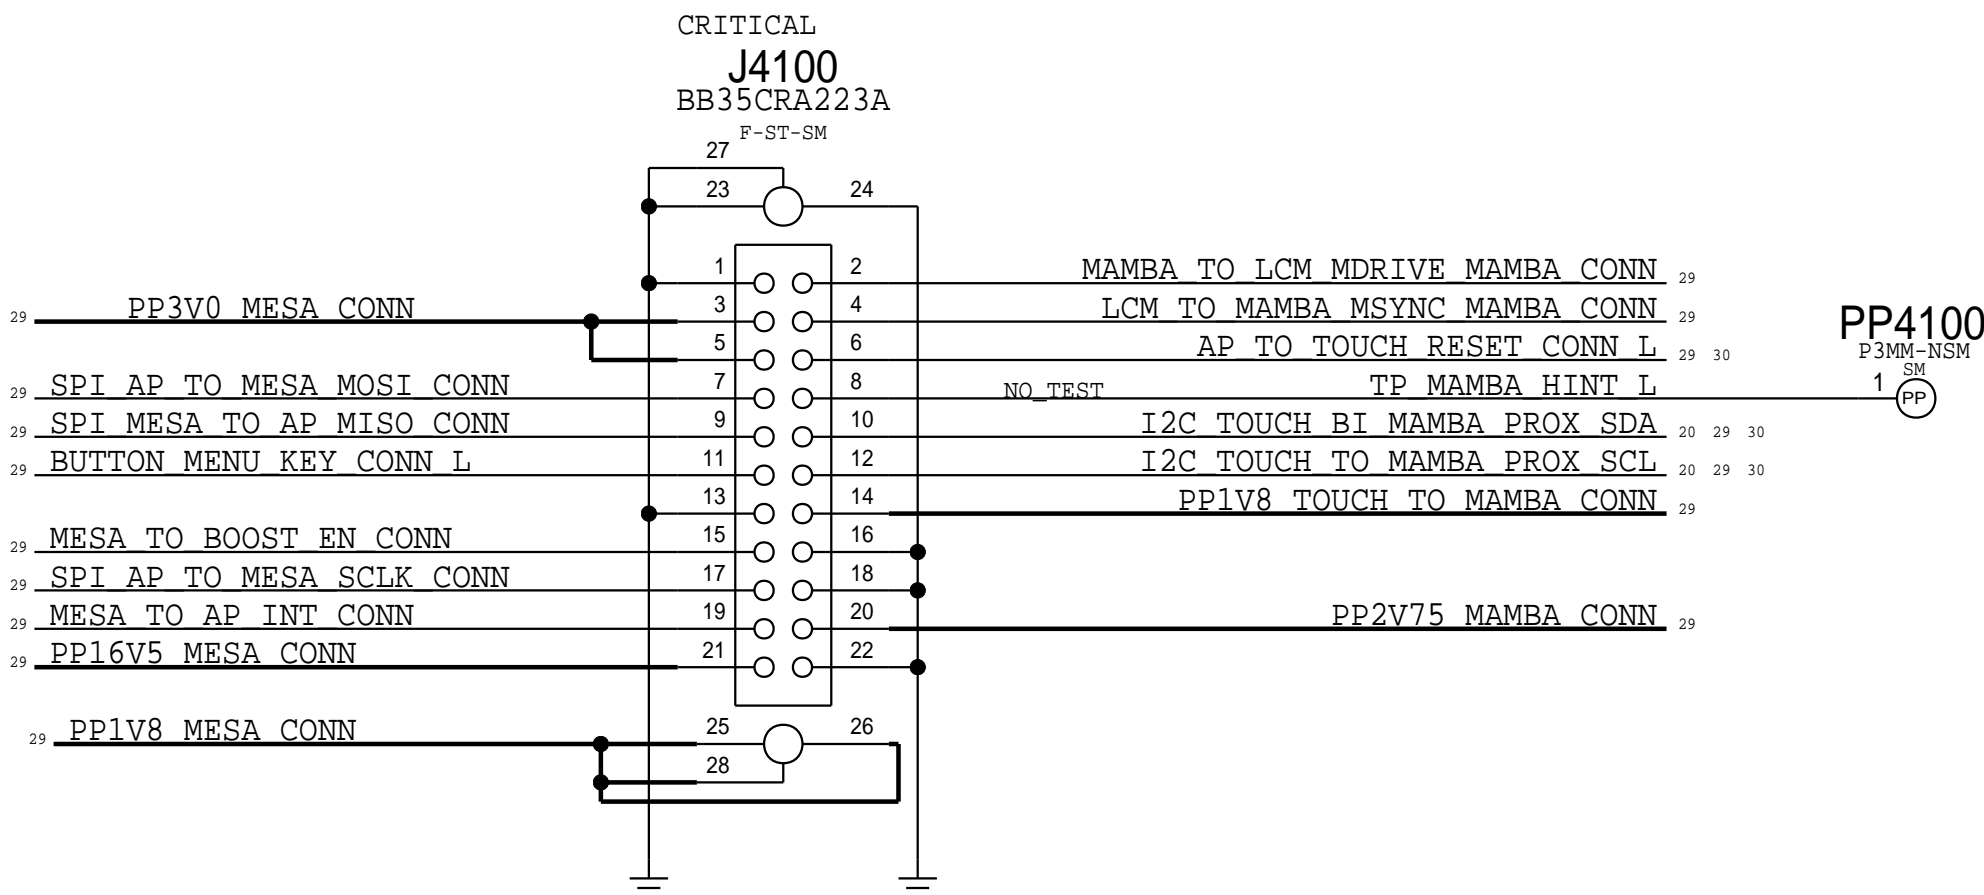 CRITICAL
J4100
BB35CRA223A
F-ST-SM
27
23 24
1 2 MAMBA_TO_LCM_MDRIVE_MAMBA_CONN 29
29 PP3V0_MESA_CONN 3 4 LCM_TO_MAMBA_MSYNC_MAMBA_CONN 29
PP4100
5 6 AP_TO_TOUCH_RESET_CONN_L 29 30
P3MM-NSM
SM
29 SPI_AP_TO_MESA_MOSI_CONN 7 8 NO_TEST TP_MAMBA_HINT_L 1 PP
29 SPI_MESA_TO_AP_MISO_CONN 9 10 I2C_TOUCH_BI_MAMBA_PROX_SDA 20 29 30
29 BUTTON_MENU_KEY_CONN_L 11 12 I2C_TOUCH_TO_MAMBA_PROX_SCL 20 29 30
13 14 PP1V8_TOUCH_TO_MAMBA_CONN 29
29 MESA_TO_BOOST_EN_CONN 15 16
29 SPI_AP_TO_MESA_SCLK_CONN 17 18
29 MESA_TO_AP_INT_CONN 19 20 PP2V75_MAMBA_CONN 29
29 PP16V5_MESA_CONN 21 22
29 PP1V8_MESA_CONN 25 26
28